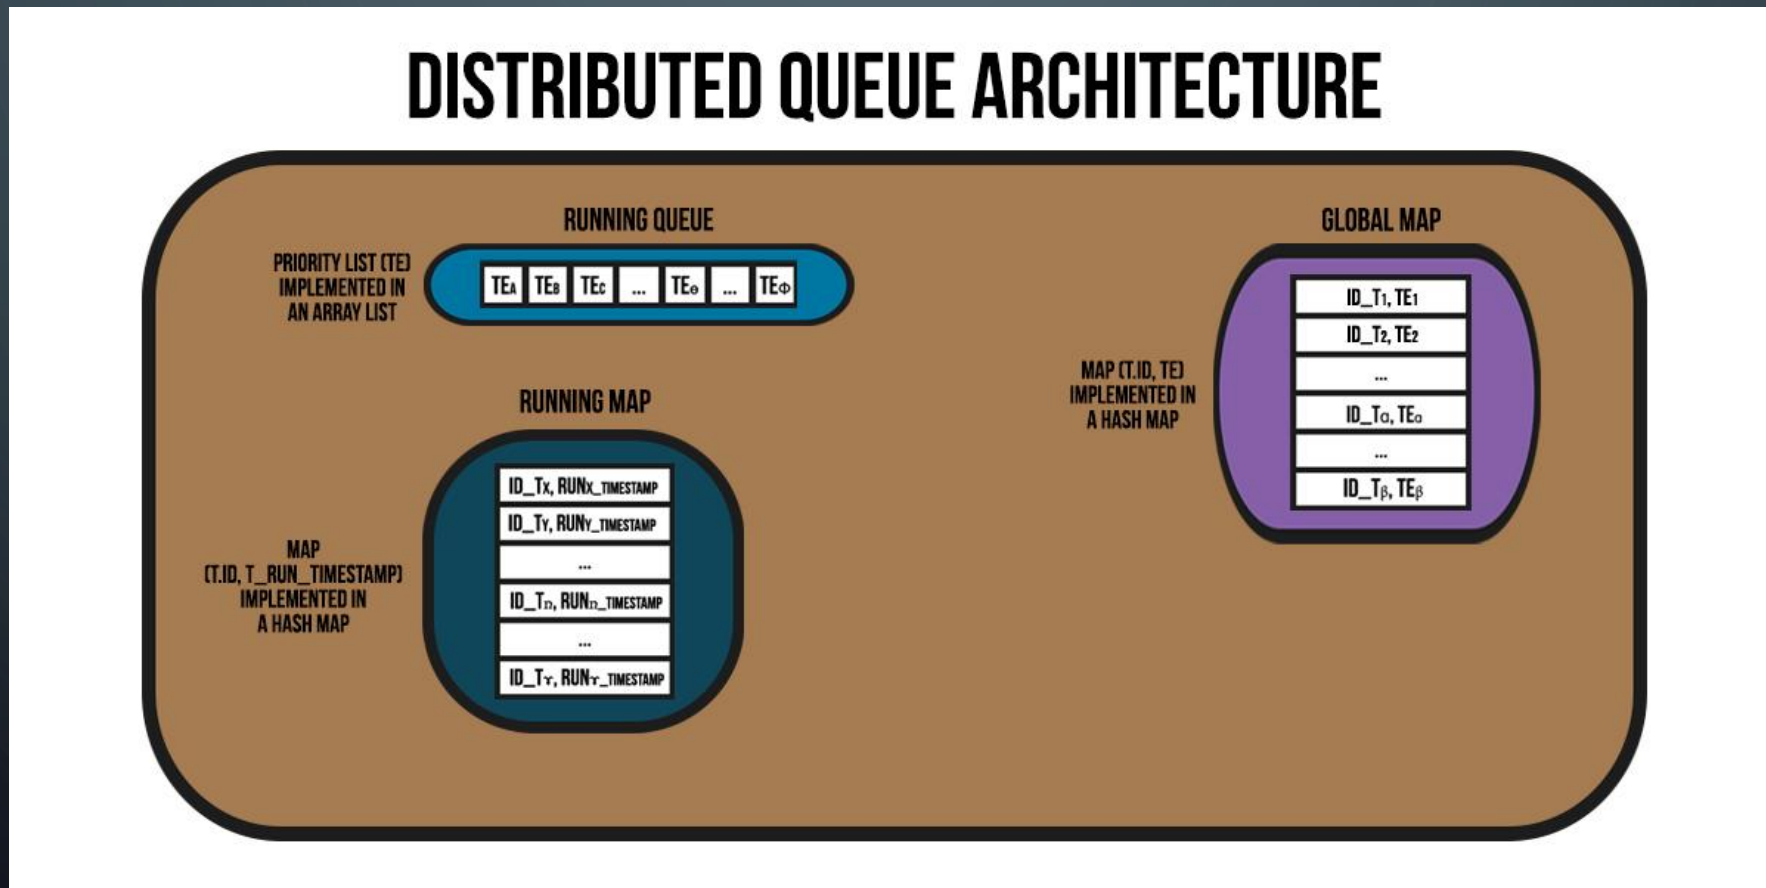 DISTRIBUTED QUEUE ARCHITECTURE
RUNNING QUEUE
PRIORITY LIST (TE)
IMPLEMENTED IN
AN ARRAY LIST
TEA
TEB
TEC
...
TEΘ
...
TEΦ
RUNNING MAP
MAP
(T.ID, T_RUN_TIMESTAMP)
IMPLEMENTED IN
A HASH MAP
ID_TX, RUNX_TIMESTAMP
ID_TY, RUNY_TIMESTAMP
...
ID_Tn, RUNn_TIMESTAMP
...
ID_Tϒ, RUNϒ_TIMESTAMP
GLOBAL MAP
MAP (T.ID, TE)
IMPLEMENTED IN
A HASH MAP
ID_T1, TE1
ID_T2, TE2
...
ID_Tα, TEα
...
ID_Tβ, TEβ